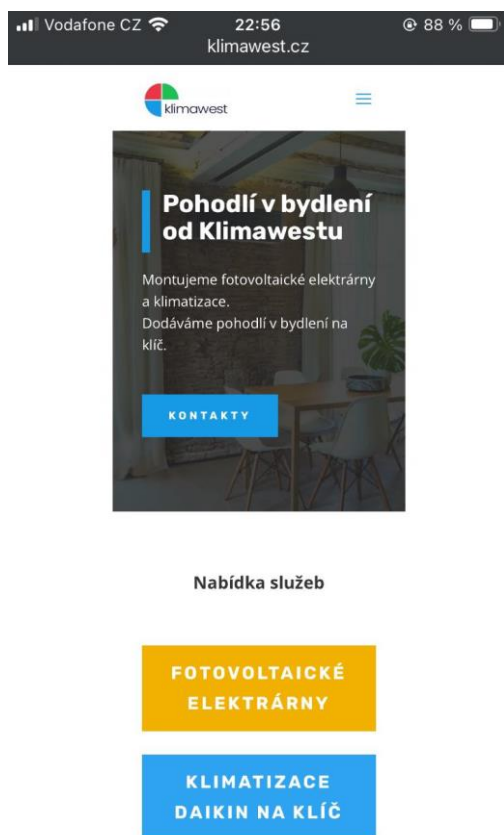 Vodafone CZ 22:56 88 %
klimawest.cz
klimawest
Pohodlí v bydlení
od Klimawestu
Montujeme fotovoltaické elektrárny
a klimatizace.
Dodáváme pohodlí v bydlení na
klíč.
KONTAKTY
Nabídka služeb
FOTOVOLTAICKÉ
ELEKTRÁRNY
KLIMATIZACE
DAIKIN NA KLÍČ